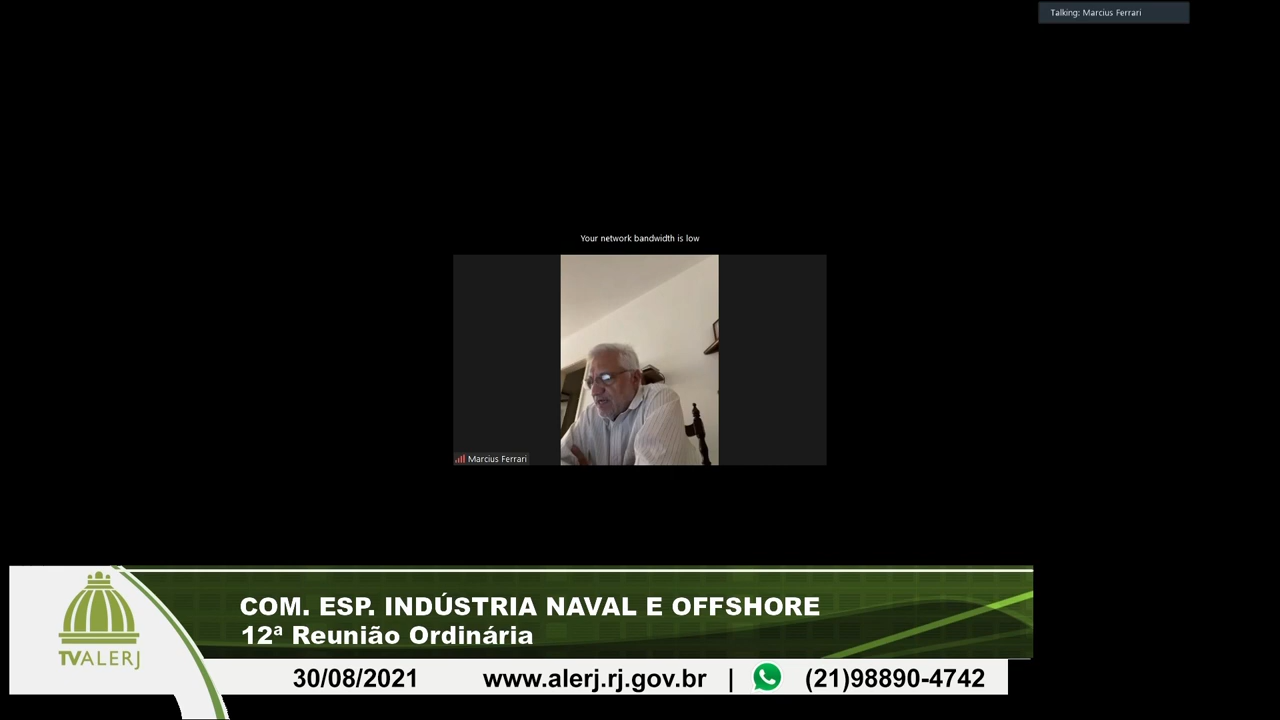 Talking: Marcius Ferrari
Your network bandwidth is low
Marcius Ferrari
COM. ESP. INDÚSTRIA NAVAL E OFFSHORE
12ª Reunião Ordinária
TVALERJ
30/08/2021 www.alerj.rj.gov.br | (21)98890-4742